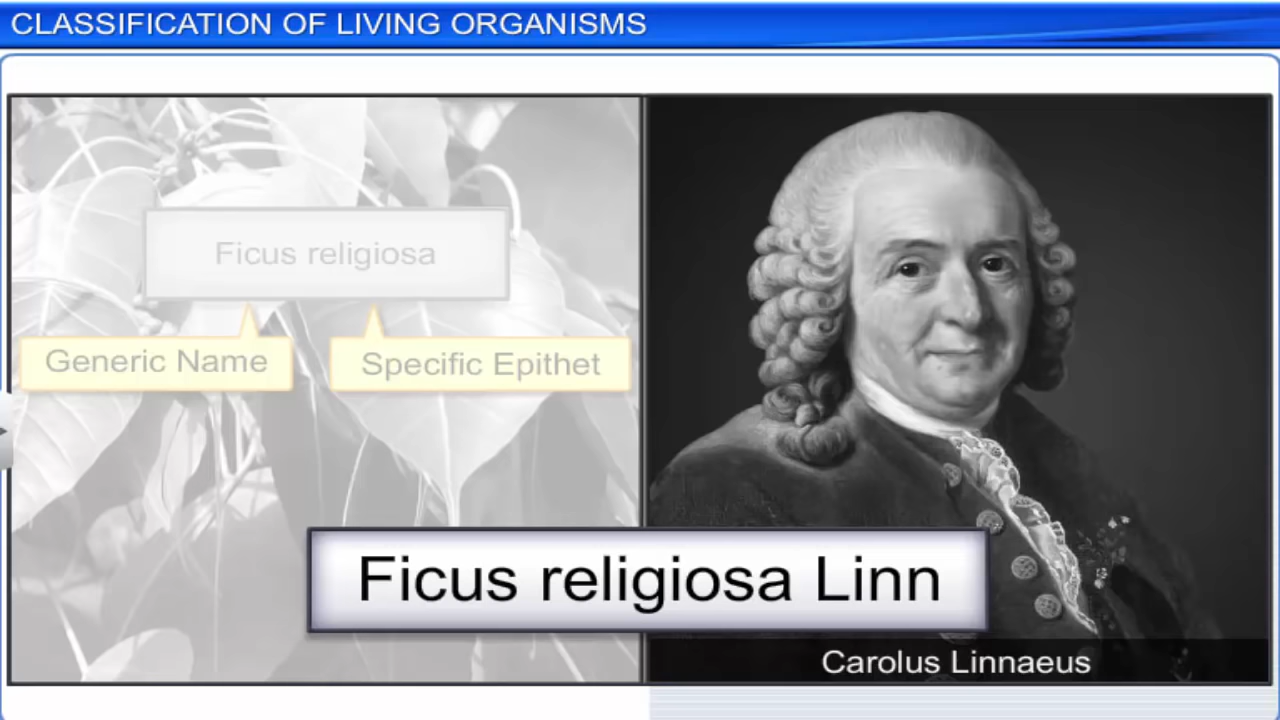 CLASSIFICATION OF LIVING ORGANISMS
Ficus religiosa
Generic Name
Specific Epithet
Ficus religiosa Linn
Carolus Linnaeus